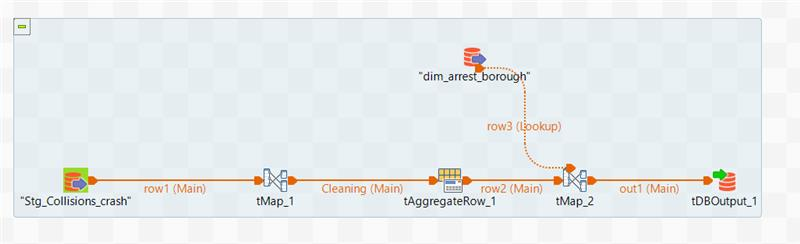 "dim_arrest_borough"
row3 (Lookup)
row1 (Main)
Cleaning (Main)
row2 (Main)
out1 (Main)
"Stg_Collisions_crash"
tMap_1
tAggregateRow_1
tMap_2
tDBOutput_1